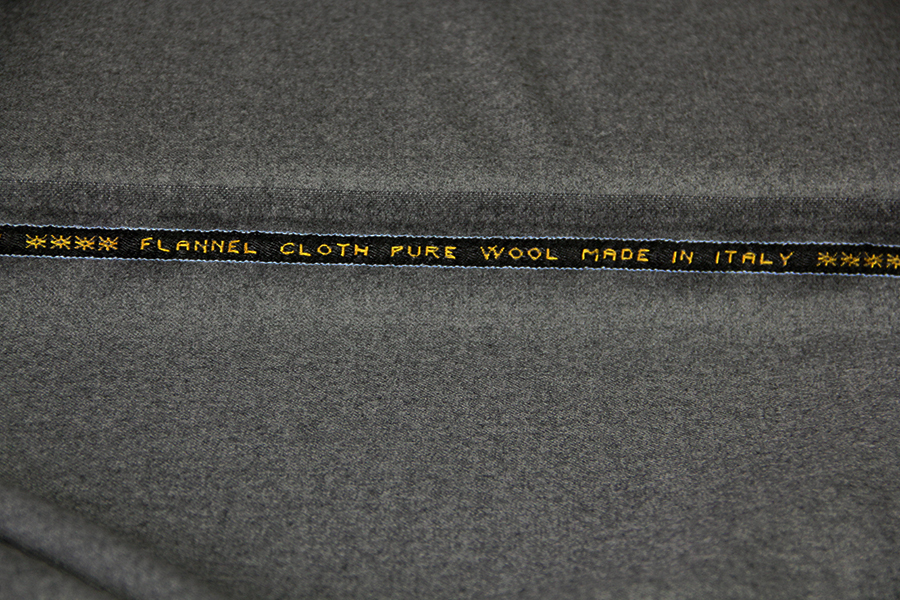 **** FLANNEL CLOTH PURE WOOL MADE IN ITALY ****